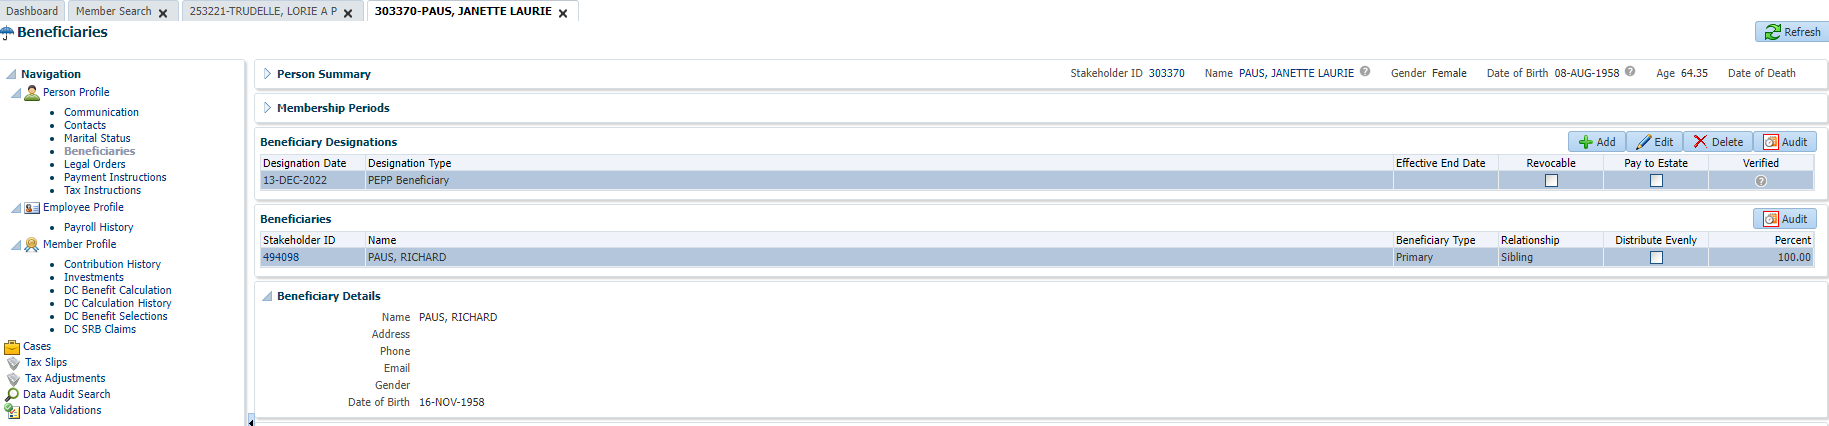 Dashboard Member Search 253221-TRUDELLE, LORIE A P 303370-PAUS, JANETTE LAURIE
Beneficiaries Refresh
Navigation
Person Profile
Communication
Contacts
Marital Status
Beneficiaries
Legal Orders
Payment Instructions
Tax Instructions
Employee Profile
Payroll History
Member Profile
Contribution History
Investments
DC Benefit Calculation
DC Calculation History
DC Benefit Selections
DC SRB Claims
Cases
Tax Slips
Tax Adjustments
Data Audit Search
Data Validations
Person Summary Stakeholder ID 303370 Name PAUS, JANETTE LAURIE ? Gender Female Date of Birth 08-AUG-1958 ? Age 64.35 Date of Death
Membership Periods
Beneficiary Designations Add Edit Delete Audit
Designation Date Designation Type Effective End Date Revocable Pay to Estate Verified
13-DEC-2022 PEPP Beneficiary ?
Beneficiaries Audit
Stakeholder ID Name Beneficiary Type Relationship Distribute Evenly Percent
494098 PAUS, RICHARD Primary Sibling 100.00
Beneficiary Details
Name PAUS, RICHARD
Address
Phone
Email
Gender
Date of Birth 16-NOV-1958